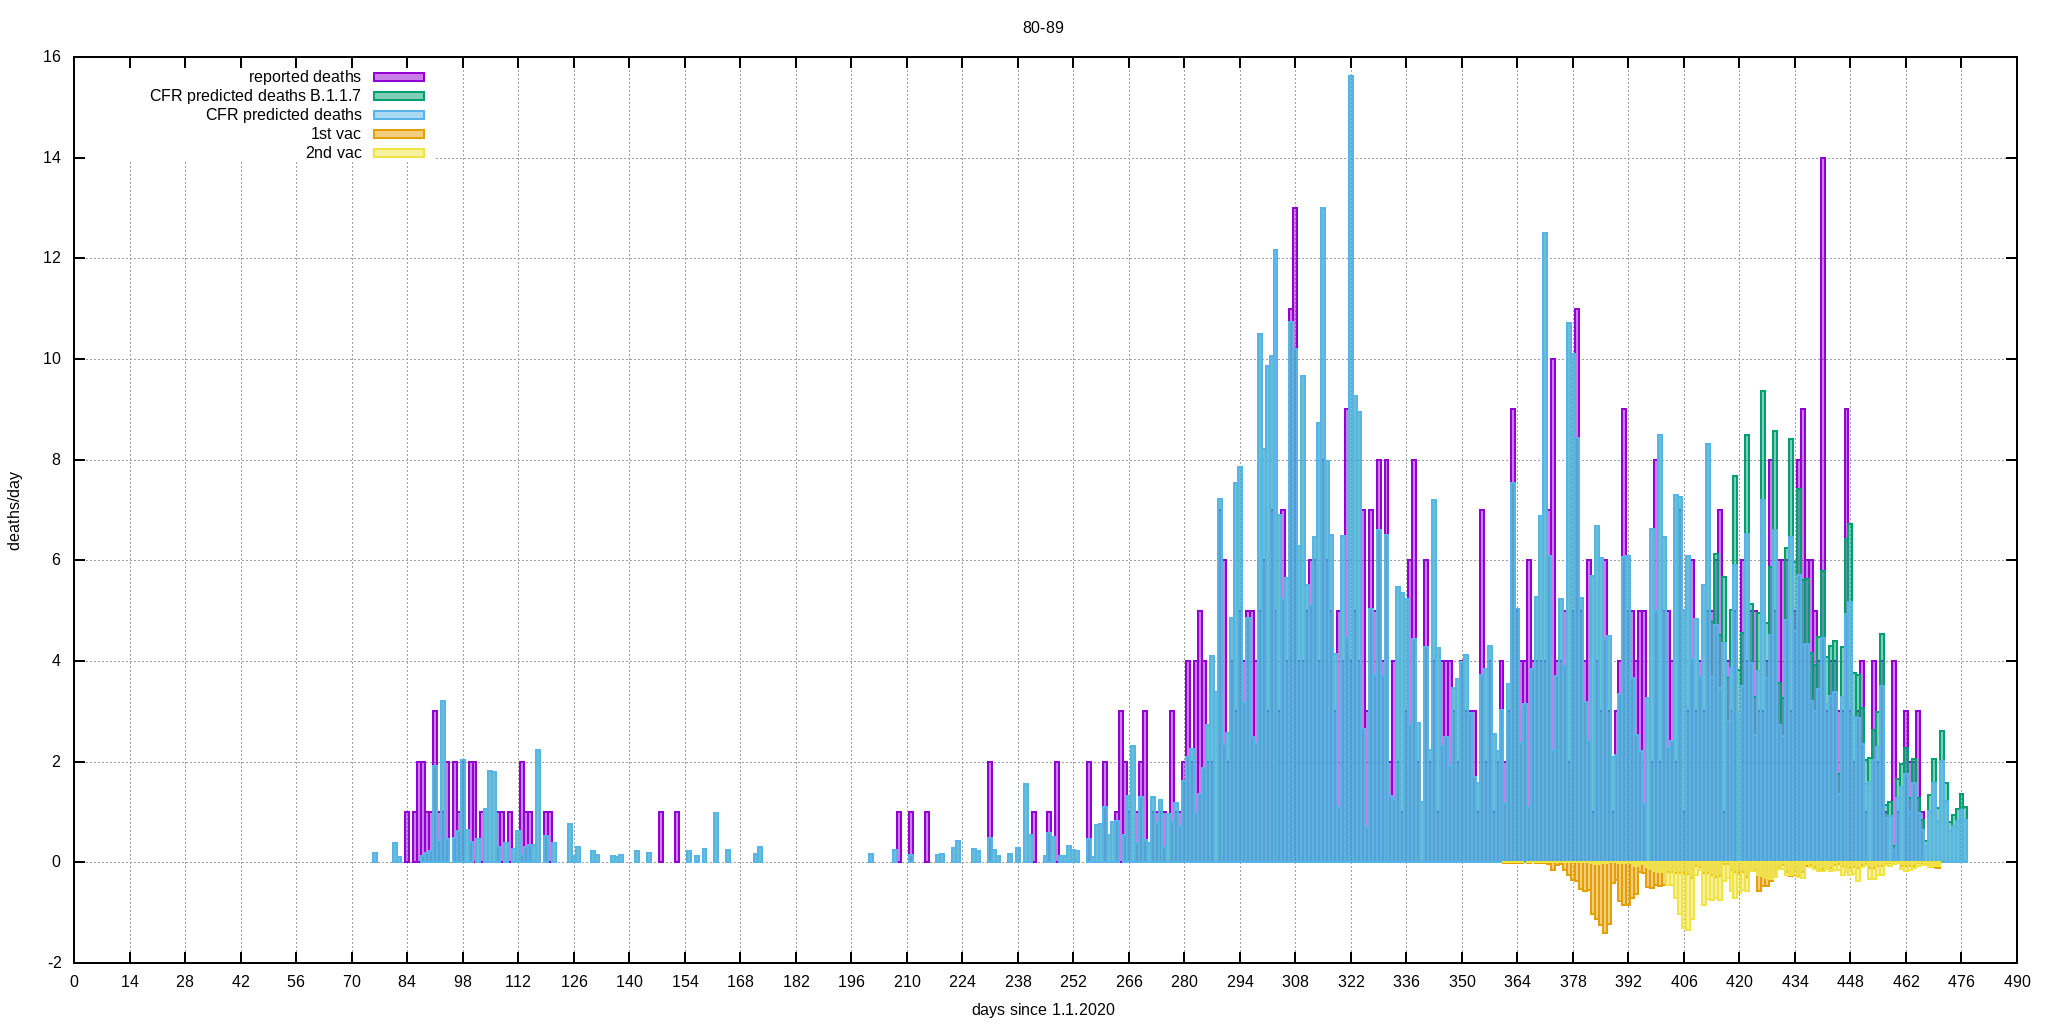 80-89
reported deaths
CFR predicted deaths B.1.1.7
CFR predicted deaths
1st vac
2nd vac
16
14
12
10
8
6
4
2
0
-2
deaths/day
0 14 28 42 56 70 84 98 112 126 140 154 168 182 196 210 224 238 252 266 280 294 308 322 336 350 364 378 392 406 420 434 448 462 476 490
days since 1.1.2020